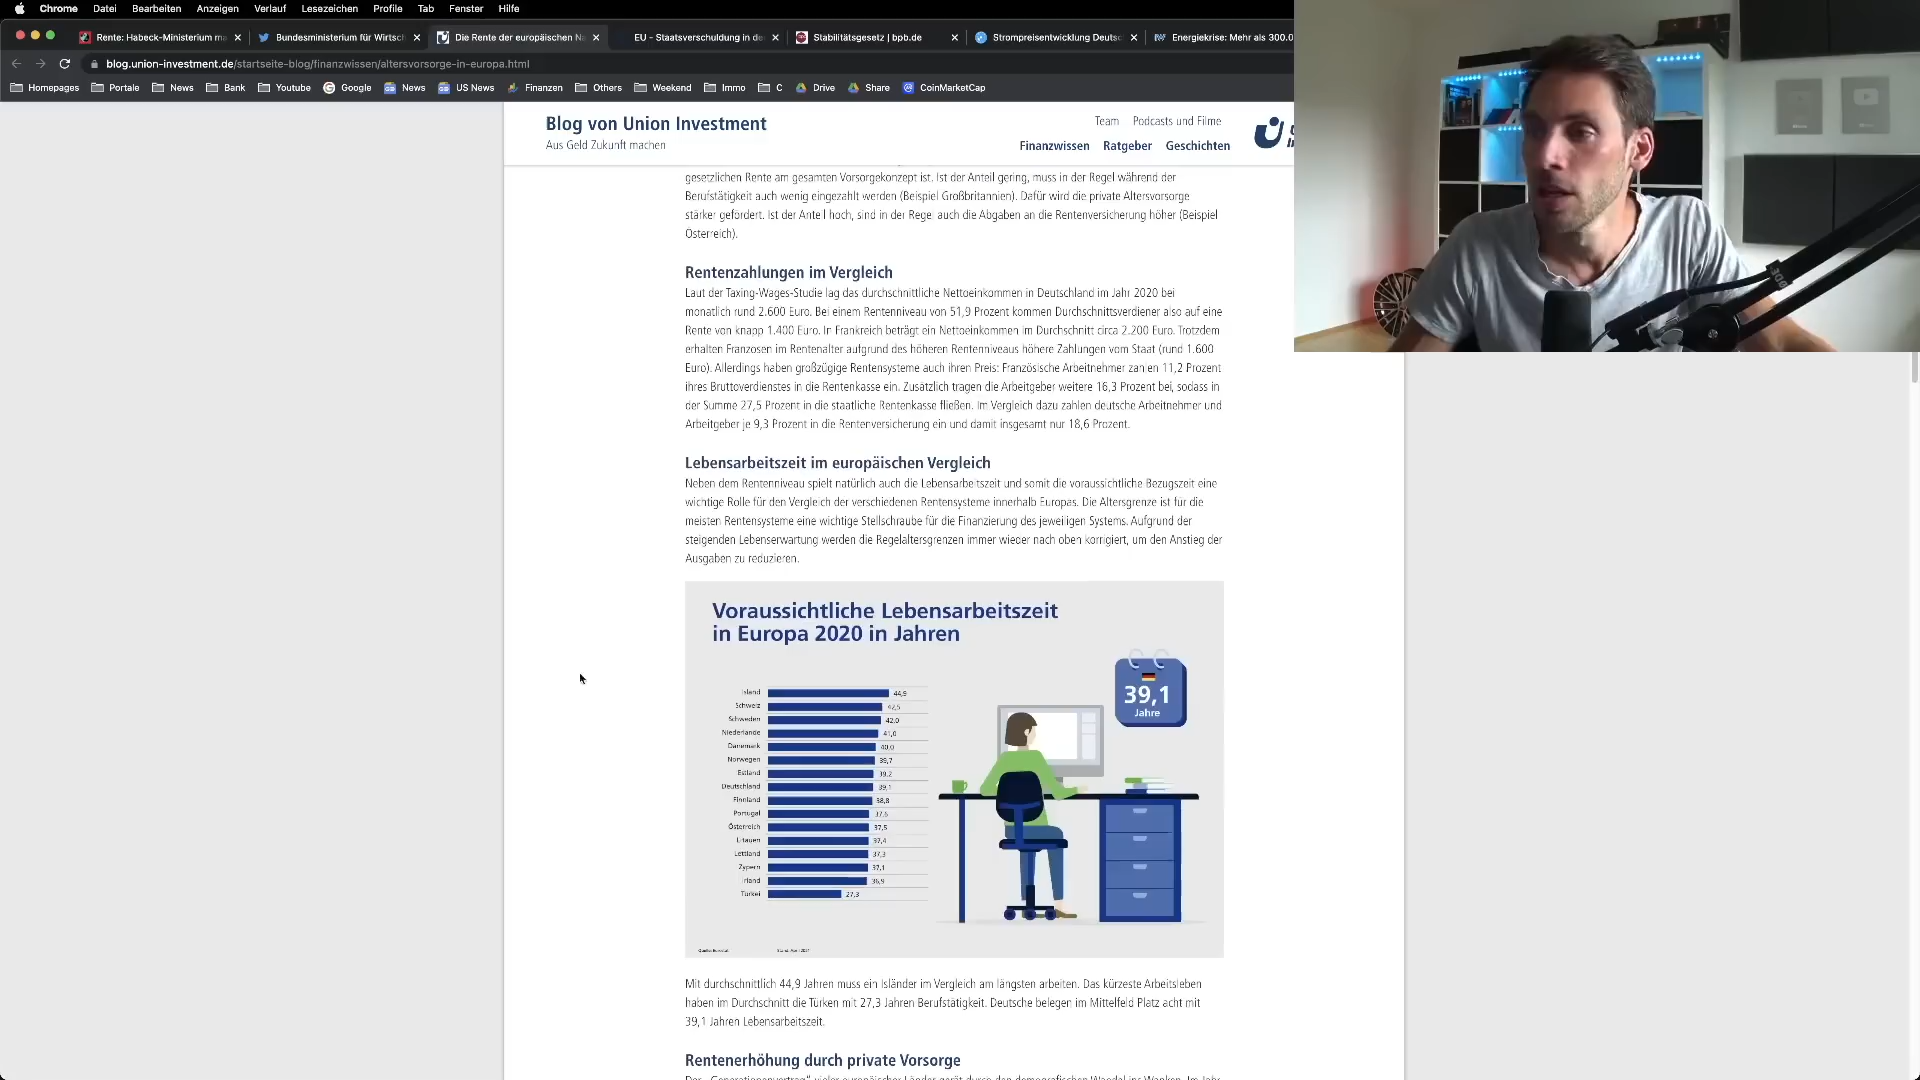 Chrome Datei Bearbeiten Anzeigen Verlauf Lesezeichen Profile Tab Fenster Hilfe
Rente: Habeck-Ministerium ma
Bundesministerium für Wirtsch
Die Rente der europäischen Na
EU - Staatsverschuldung in de
Stabilitätsgesetz | bpb.de
Strompreisentwicklung Deutsc
Energiekrise: Mehr als 300.0
blog.union-investment.de/startseite-blog/finanzwissen/altersvorsorge-in-europa.html
Homepages Portale News Bank Youtube Google News US News Finanzen Others Weekend Immo C Drive Share CoinMarketCap
Blog von Union Investment
Aus Geld Zukunft machen
Team Podcasts und Filme
Finanzwissen Ratgeber Geschichten
gesetzlichen Rente am gesamten Vorsorgekonzept ist. Ist der Anteil gering, muss in der Regel während der
Berufstätigkeit auch wenig eingezahlt werden (Beispiel Großbritannien). Dafür wird die private Altersvorsorge
stärker gefördert. Ist der Anteil hoch, sind in der Regel auch die Abgaben an die Rentenversicherung höher (Beispiel
Österreich).
Rentenzahlungen im Vergleich
Laut der Taxing-Wages-Studie lag das durchschnittliche Nettoeinkommen in Deutschland im Jahr 2020 bei
monatlich rund 2.600 Euro. Bei einem Rentenniveau von 51,9 Prozent kommen Durchschnittsverdiener also auf eine
Rente von knapp 1.400 Euro. In Frankreich beträgt ein Nettoeinkommen im Durchschnitt circa 2.200 Euro. Trotzdem
erhalten Franzosen im Rentenalter aufgrund des höheren Rentenniveaus höhere Zahlungen vom Staat (rund 1.600
Euro). Allerdings haben großzügige Rentensysteme auch ihren Preis: Französische Arbeitnehmer zahlen 11,2 Prozent
ihres Bruttoverdienstes in die Rentenkasse ein. Zusätzlich tragen die Arbeitgeber weitere 16,3 Prozent bei, sodass in
der Summe 27,5 Prozent in die staatliche Rentenkasse fließen. Im Vergleich dazu zahlen deutsche Arbeitnehmer und
Arbeitgeber je 9,3 Prozent in die Rentenversicherung ein und damit insgesamt nur 18,6 Prozent.
Lebensarbeitszeit im europäischen Vergleich
Neben dem Rentenniveau spielt natürlich auch die Lebensarbeitszeit und somit die voraussichtliche Bezugszeit eine
wichtige Rolle für den Vergleich der verschiedenen Rentensysteme innerhalb Europas. Die Altersgrenze ist für die
meisten Rentensysteme eine wichtige Stellschraube für die Finanzierung des jeweiligen Systems. Aufgrund der
steigenden Lebenserwartung werden die Regelaltersgrenzen immer wieder nach oben korrigiert, um den Anstieg der
Ausgaben zu reduzieren.
Voraussichtliche Lebensarbeitszeit
in Europa 2020 in Jahren
39,1
Jahre
Island 44,9
Schweiz 42,5
Schweden 42,0
Niederlande 41,0
Dänemark 40,0
Norwegen 39,7
Estland 39,2
Deutschland 39,1
Finnland 38,8
Portugal 37,6
Österreich 37,5
Litauen 37,4
Lettland 37,3
Zypern 37,1
Irland 36,9
Türkei 27,3
Quelle: Eurostat Stand: April 2021
Mit durchschnittlich 44,9 Jahren muss ein Isländer im Vergleich am längsten arbeiten. Das kürzeste Arbeitsleben
haben im Durchschnitt die Türken mit 27,3 Jahren Berufstätigkeit. Deutsche belegen im Mittelfeld Platz acht mit
39,1 Jahren Lebensarbeitszeit.
Rentenerhöhung durch private Vorsorge
Der „Generationenvertrag" vieler europäischer Länder gerät durch den demografischen Wandel ins Wanken. Im Jahr